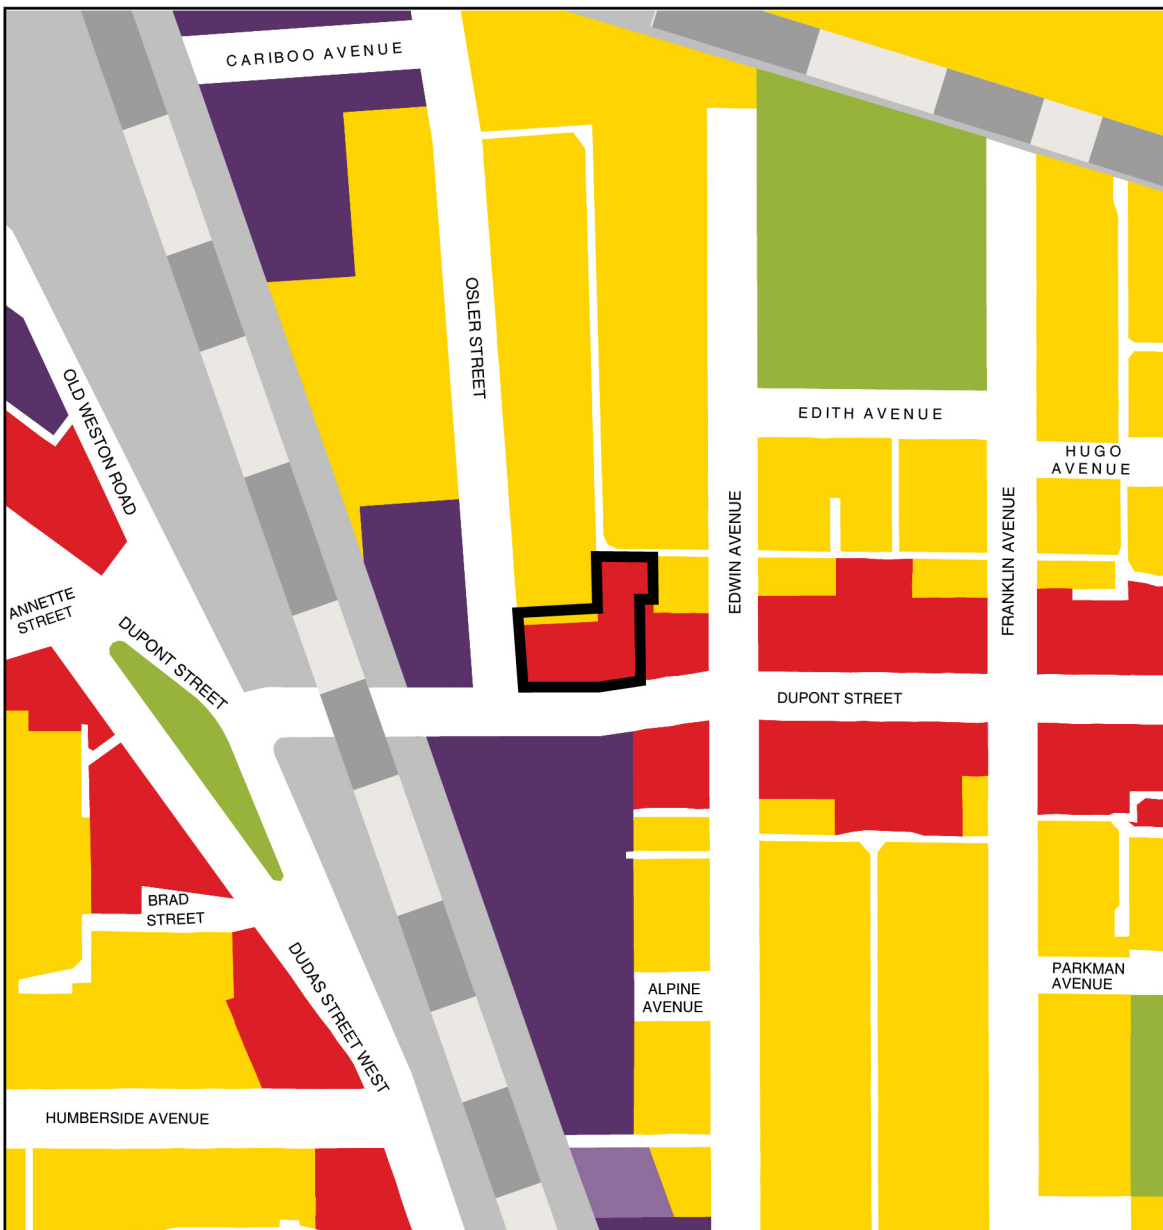 CARIBOO AVENUE
OSLER STREET
OLD WESTON ROAD
EDITH AVENUE
HUGO
AVENUE
EDWIN AVENUE
FRANKLIN AVENUE
ANNETTE
STREET
DUPONT STREET
DUPONT STREET
BRAD
STREET
DUDAS STREET WEST
ALPINE
AVENUE
PARKMAN
AVENUE
HUMBERSIDE AVENUE